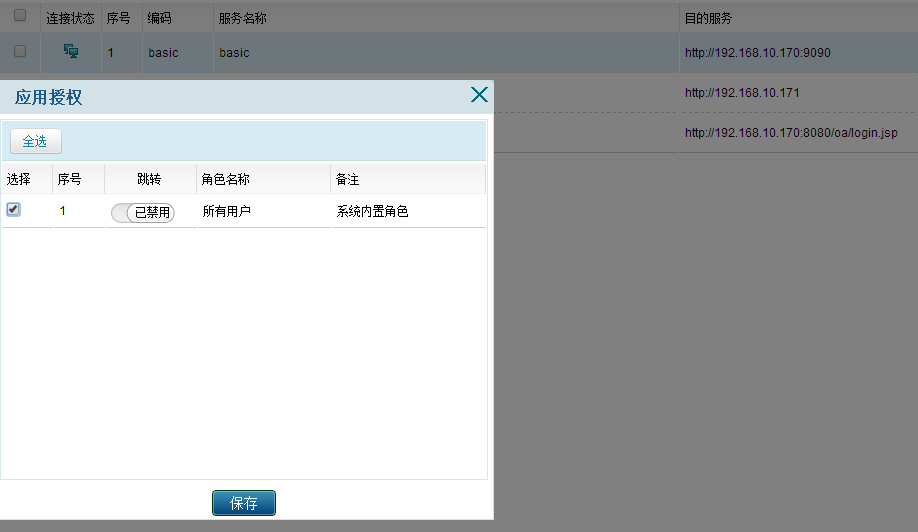 连接状态 序号 编码 服务名称 目的服务
1 basic basic http://192.168.10.170:9090
http://192.168.10.171
http://192.168.10.170:8080/oa/login.jsp
应用授权
全选
选择 序号 跳转 角色名称 备注
1 已禁用 所有用户 系统内置角色
保存